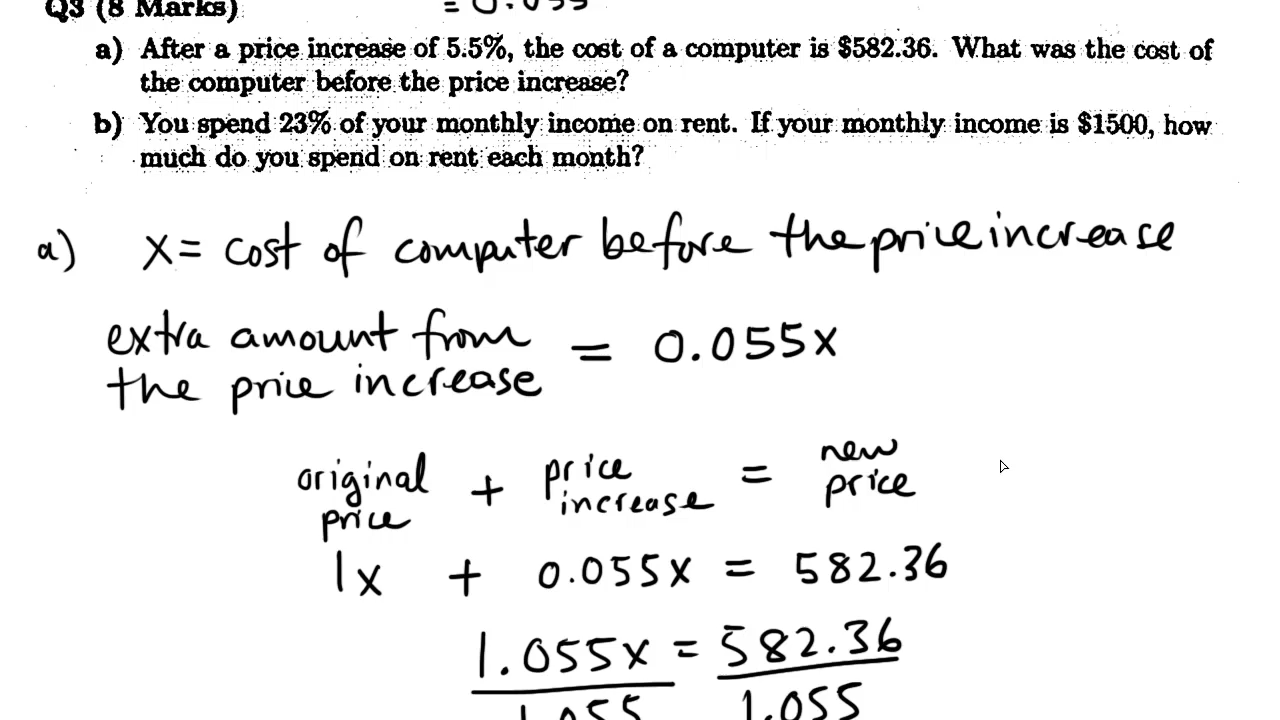 Q3 (8 Marks)
= 0.055
a) After a price increase of 5.5%, the cost of a computer is $582.36. What was the cost of
the computer before the price increase?
b) You spend 23% of your monthly income on rent. If your monthly income is $1500, how
much do you spend on rent each month?
a) x = cost of computer before the price increase
extra amount from
the price increase = 0.055x
original price + price increase = new price
1x + 0.055x = 582.36
1.055x = 582.36
1.055 1.055